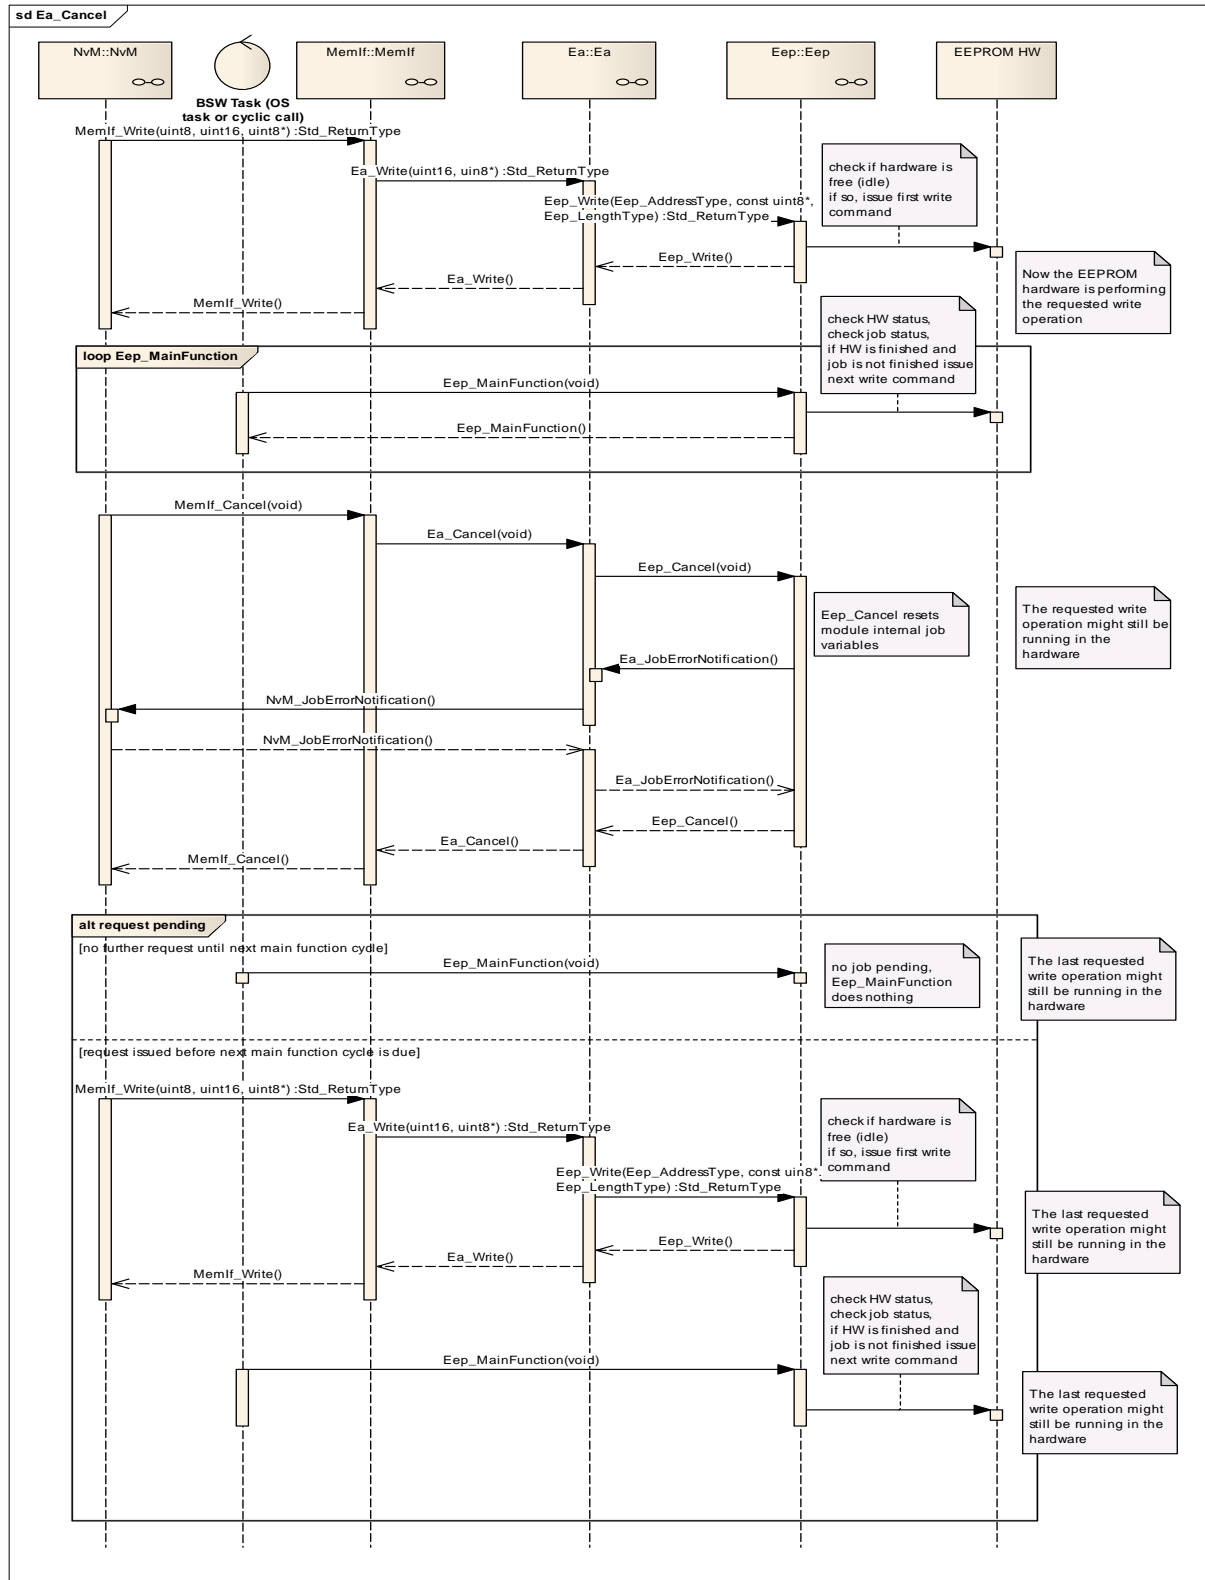 sd Ea_Cancel
NvM::NvM
MemIf::MemIf
Ea::Ea
Eep::Eep
EEPROM HW
BSW Task (OS
task or cyclic call)
MemIf_Write(uint8, uint16, uint8*) :Std_ReturnType
Ea_Write(uint16, uin8*) :Std_ReturnType
Eep_Write(Eep_AddressType, const uint8*,
Eep_LengthType) :Std_ReturnType
check if hardware is
free (idle)
if so, issue first write
command
Eep_Write()
Ea_Write()
MemIf_Write()
Now the EEPROM
hardware is performing
the requested write
operation
check HW status,
check job status,
if HW is finished and
job is not finished issue
next write command
loop Eep_MainFunction
Eep_MainFunction(void)
Eep_MainFunction()
MemIf_Cancel(void)
Ea_Cancel(void)
Eep_Cancel(void)
Eep_Cancel resets
module internal job
variables
The requested write
operation might still be
running in the
hardware
Ea_JobErrorNotification()
NvM_JobErrorNotification()
NvM_JobErrorNotification()
Ea_JobErrorNotification()
Eep_Cancel()
Ea_Cancel()
MemIf_Cancel()
alt request pending
[no further request until next main function cycle]
Eep_MainFunction(void)
no job pending,
Eep_MainFunction
does nothing
The last requested
write operation might
still be running in the
hardware
[request issued before next main function cycle is due]
MemIf_Write(uint8, uint16, uint8*) :Std_ReturnType
Ea_Write(uint16, uint8*) :Std_ReturnType
Eep_Write(Eep_AddressType, const uin8*,
Eep_LengthType) :Std_ReturnType
check if hardware is
free (idle)
if so, issue first write
command
The last requested
write operation might
still be running in the
hardware
Eep_Write()
Ea_Write()
MemIf_Write()
check HW status,
check job status,
if HW is finished and
job is not finished issue
next write command
Eep_MainFunction(void)
The last requested
write operation might
still be running in the
hardware